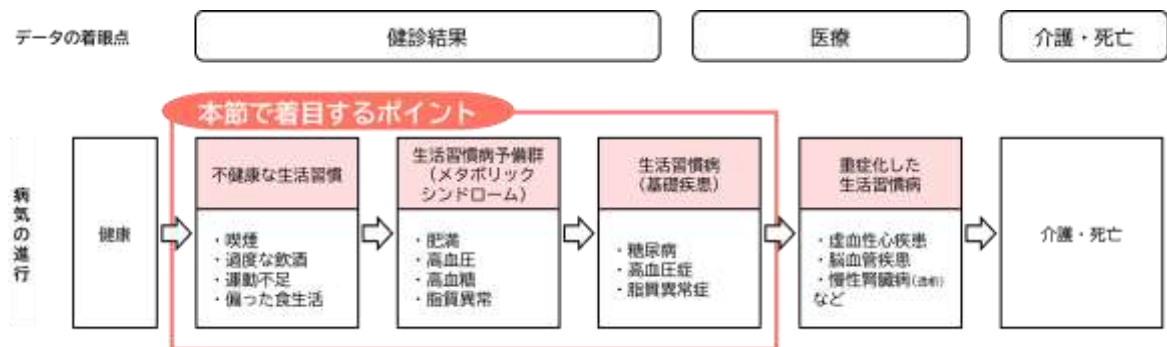 データの着眼点
健診結果
医療
介護・死亡
本節で着目するポイント
病気の進行
健康
不健康な生活習慣
・喫煙
・過度な飲酒
・運動不足
・偏った食生活
生活習慣病予備群
（メタボリック
シンドローム）
・肥満
・高血圧
・高血糖
・脂質異常
生活習慣病
（基礎疾患）
・糖尿病
・高血圧症
・脂質異常症
重症化した
生活習慣病
・虚血性心疾患
・脳血管疾患
・慢性腎臓病(透析)
など
介護・死亡